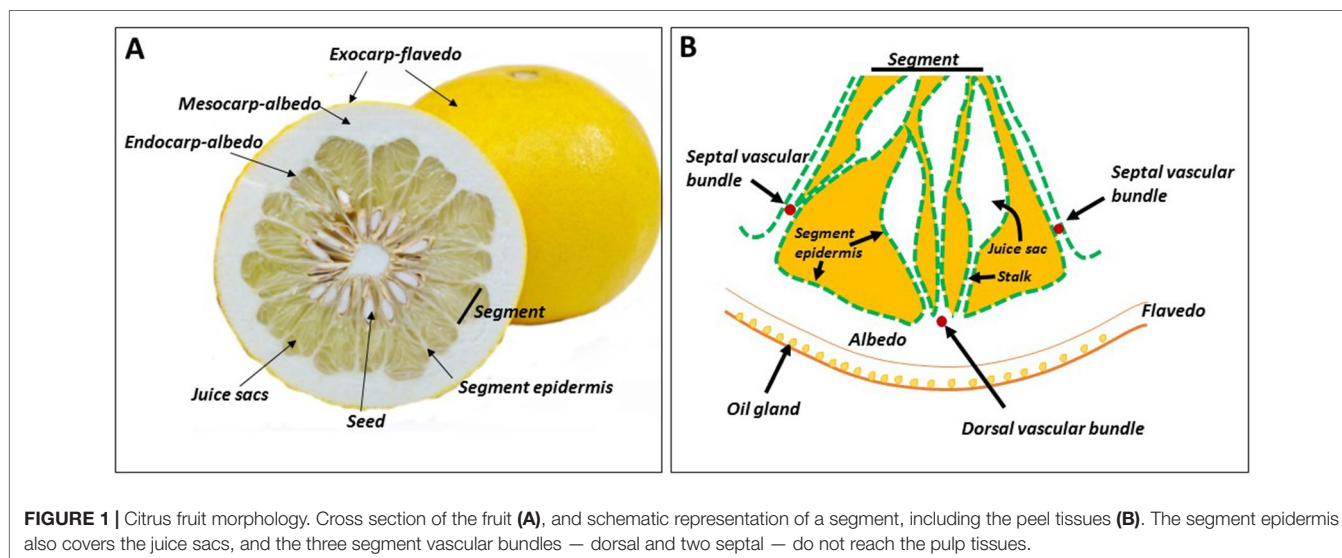 A
Exocarp-flavedo
Mesocarp-albedo
Endocarp-albedo
Segment
Segment epidermis
Juice sacs
Seed
B
Segment
Septal vascular
bundle
Septal vascular
bundle
Segment
epidermis
Juice sac
Stalk
Flavedo
Albedo
Oil gland
Dorsal vascular bundle
FIGURE 1 | Citrus fruit morphology. Cross section of the fruit (A), and schematic representation of a segment, including the peel tissues (B). The segment epidermis
also covers the juice sacs, and the three segment vascular bundles — dorsal and two septal — do not reach the pulp tissues.